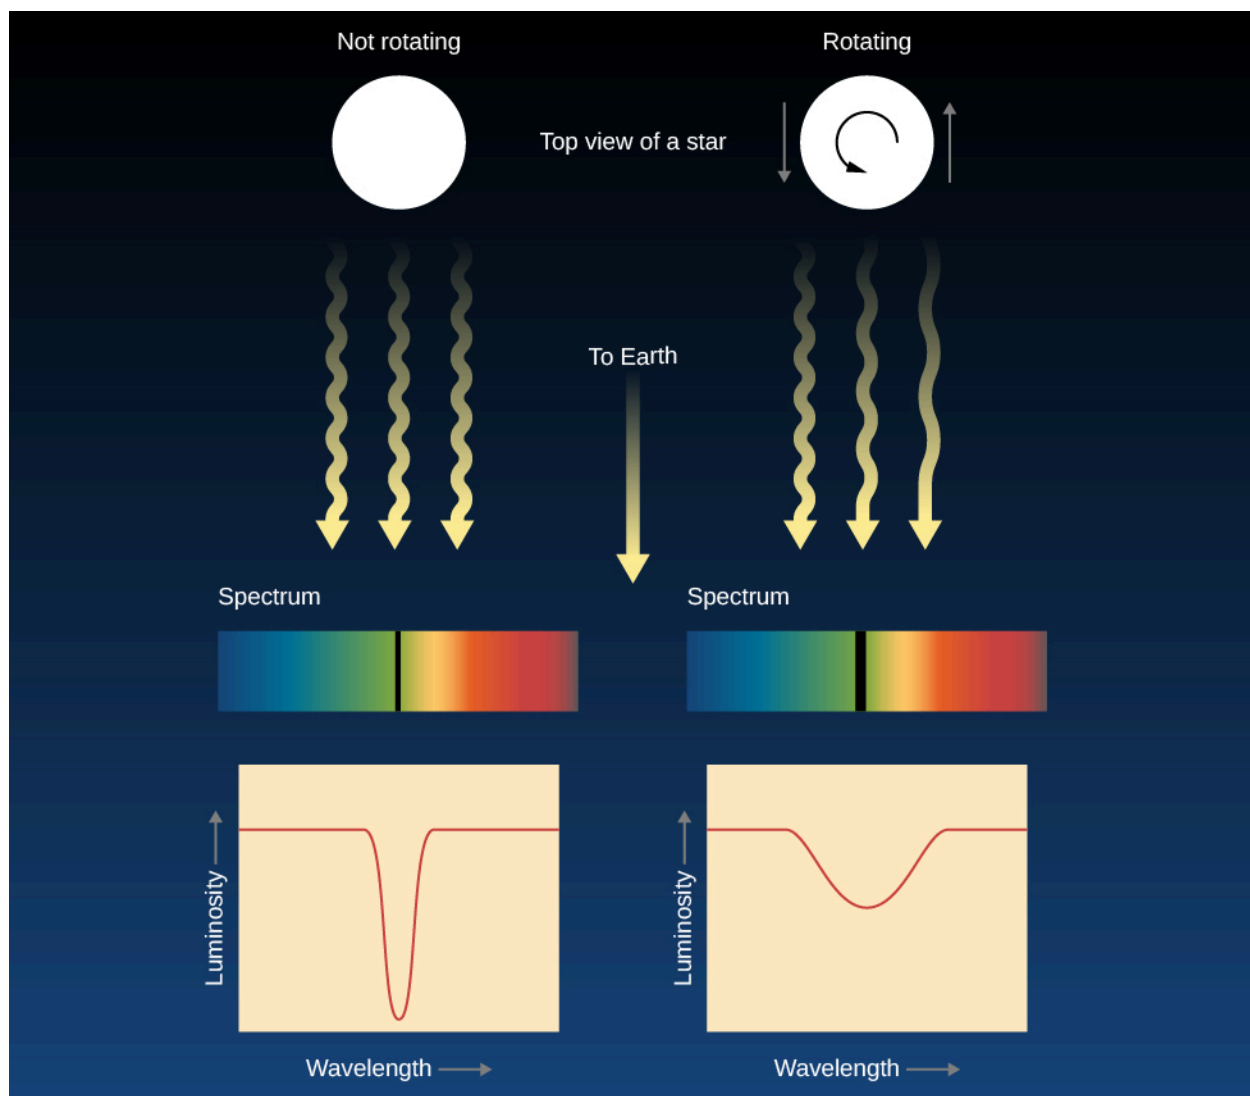 Not rotating
Rotating
Top view of a star
To Earth
Spectrum
Spectrum
Luminosity
Luminosity
Wavelength
Wavelength